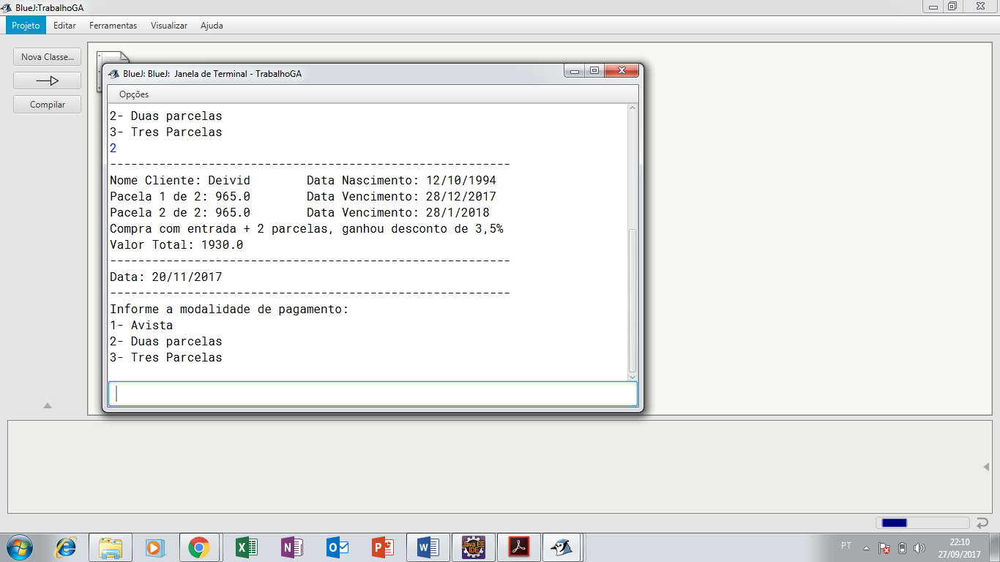 BlueJ:TrabalhoGA
Projeto Editar Ferramentas Visualizar Ajuda
Nova Classe...
Compilar
BlueJ: BlueJ: Janela de Terminal - TrabalhoGA
Opções
2- Duas parcelas
3- Tres Parcelas
2
---------------------------------------------------------
Nome Cliente: Deivid        Data Nascimento: 12/10/1994
Pacela 1 de 2: 965.0        Data Vencimento: 28/12/2017
Pacela 2 de 2: 965.0        Data Vencimento: 28/1/2018
Compra com entrada + 2 parcelas, ganhou desconto de 3,5%
Valor Total: 1930.0
---------------------------------------------------------
Data: 20/11/2017
---------------------------------------------------------
Informe a modalidade de pagamento:
1- Avista
2- Duas parcelas
3- Tres Parcelas
Java EE
IDE
PT
22:10
27/09/2017